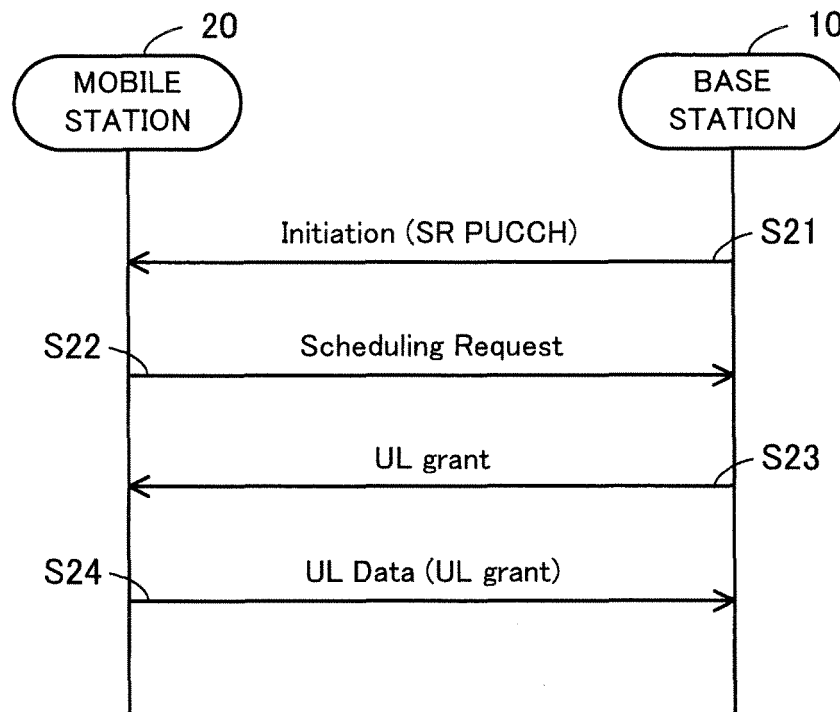 20
10
MOBILE
STATION
BASE
STATION
Initiation (SR PUCCH)
S21
S22
Scheduling Request
UL grant
S23
S24
UL Data (UL grant)